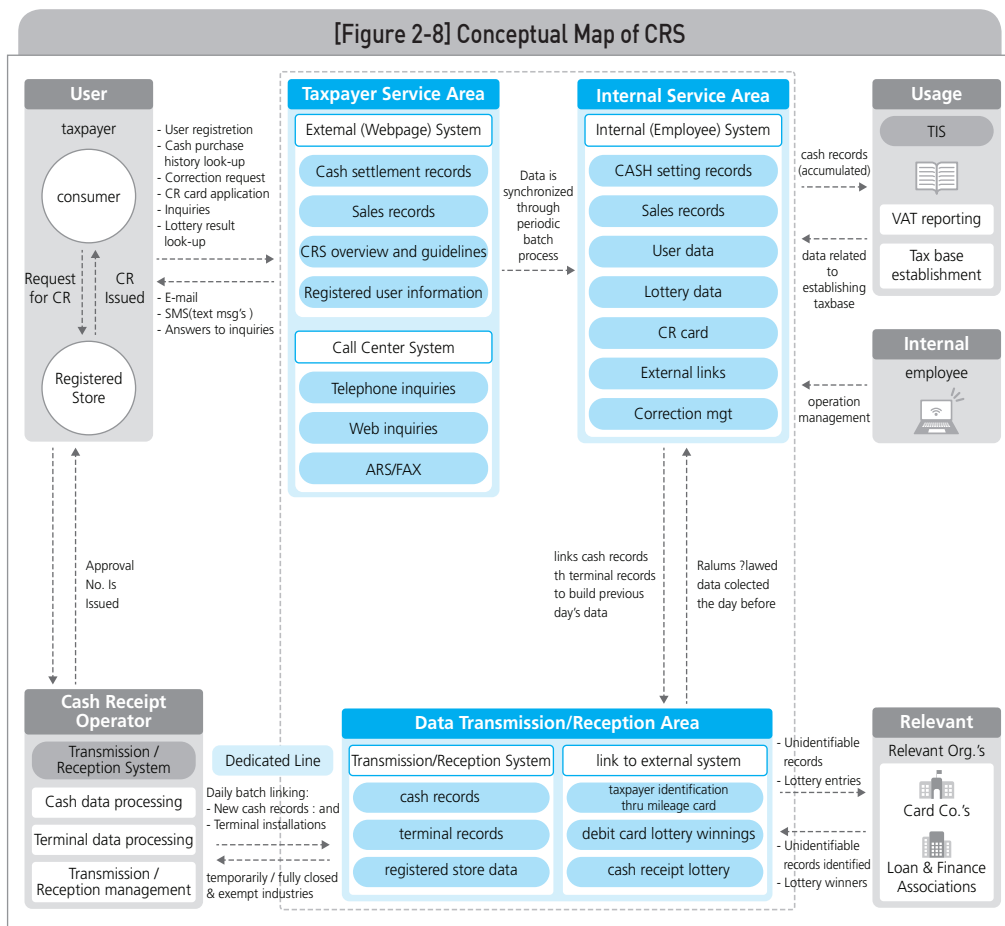 [Figure 2-8] Conceptual Map of CRS
User
taxpayer
consumer
Request
for CR
CR
Issued
Registered
Store
- User registretion
- Cash purchase
history look-up
- Correction request
- CR card application
- Inquiries
- Lottery result
look-up
- E-mail
- SMS(text msg's )
- Answers to inquiries
Taxpayer Service Area
External (Webpage) System
Cash settlement records
Sales records
CRS overview and guidelines
Registered user information
Call Center System
Telephone inquiries
Web inquiries
ARS/FAX
Data is
synchronized
through
periodic
batch
process
Internal Service Area
Internal (Employee) System
CASH setting records
Sales records
User data
Lottery data
CR card
External links
Correction mgt
cash records
(accumulated)
data related
to
establishing
taxbase
operation
management
Usage
TIS
VAT reporting
Tax base
establishment
Internal
employee
Approval
No. Is
Issued
links cash records
th terminal records
to build previous
day's data
Ralums ?lawed
data colected
the day before
Cash Receipt
Operator
Transmission /
Reception System
Cash data processing
Terminal data processing
Transmission /
Reception management
Dedicated Line
Daily batch linking:
- New cash records : and
- Terminal installations
temporarily / fully closed
& exempt industries
Data Transmission/Reception Area
Transmission/Reception System
cash records
terminal records
registered store data
link to external system
taxpayer identification
thru mileage card
debit card lottery winnings
cash receipt lottery
- Unidentifiable
records
- Lottery entries
- Unidentifiable
records identified
- Lottery winners
Relevant
Relevant Org.'s
Card Co.'s
Loan & Finance
Associations